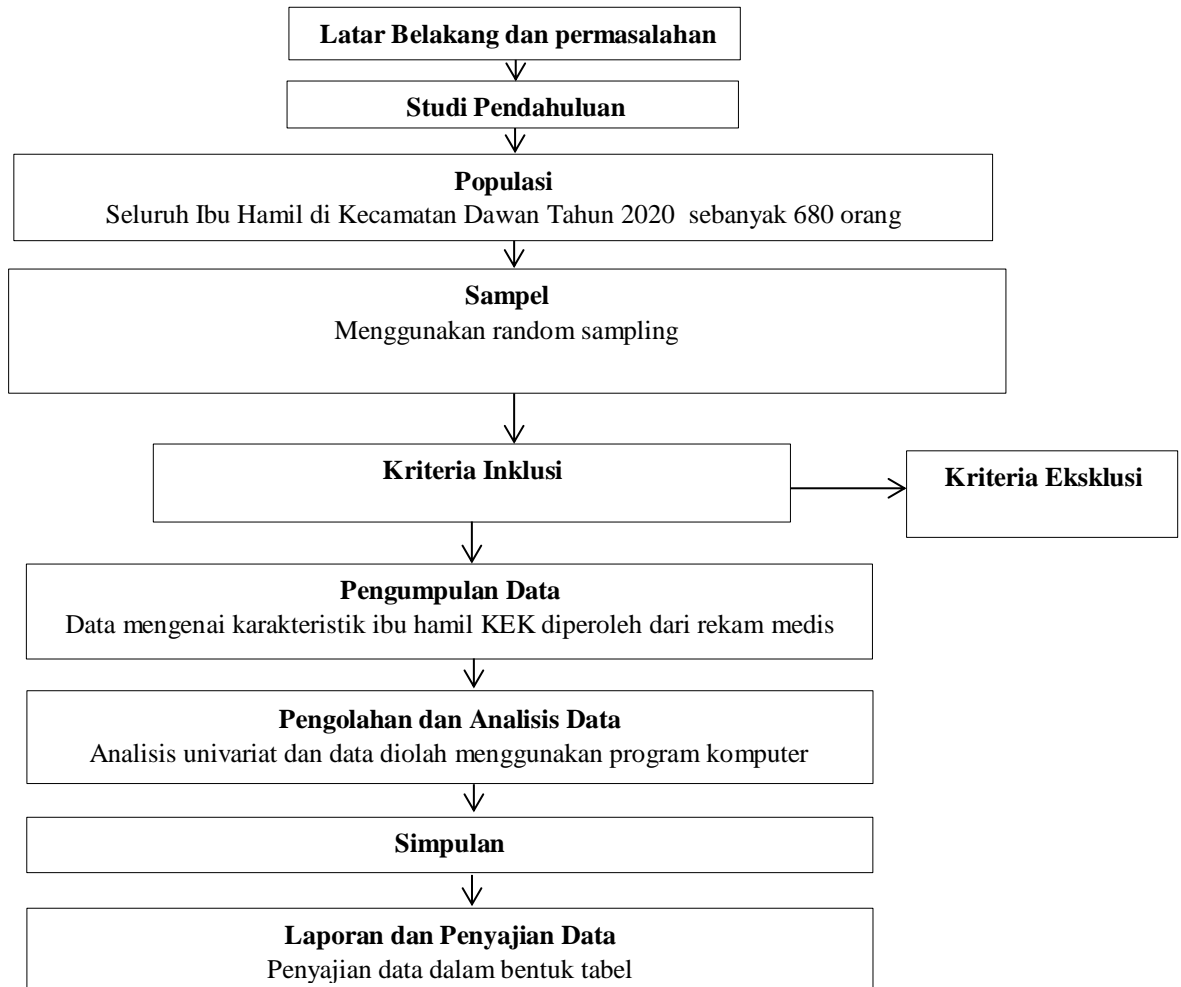 Latar Belakang dan permasalahan
Studi Pendahuluan
Populasi
Seluruh Ibu Hamil di Kecamatan Dawan Tahun 2020 sebanyak 680 orang
Sampel
Menggunakan random sampling
Kriteria Inklusi
Kriteria Eksklusi
Pengumpulan Data
Data mengenai karakteristik ibu hamil KEK diperoleh dari rekam medis
Pengolahan dan Analisis Data
Analisis univariat dan data diolah menggunakan program komputer
Simpulan
Laporan dan Penyajian Data
Penyajian data dalam bentuk tabel